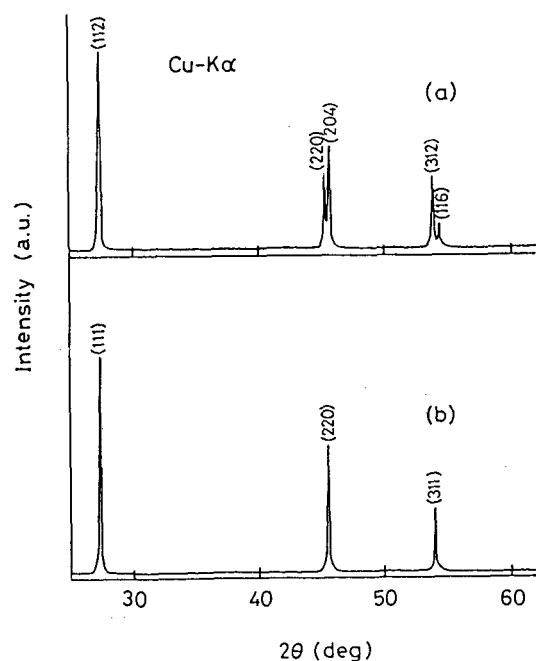 (112)
Cu-Kα
(a)
(220)
(204)
(312)
(116)
Intensity (a.u.)
(111)
(220)
(b)
(311)
30
40
50
60
2θ (deg)